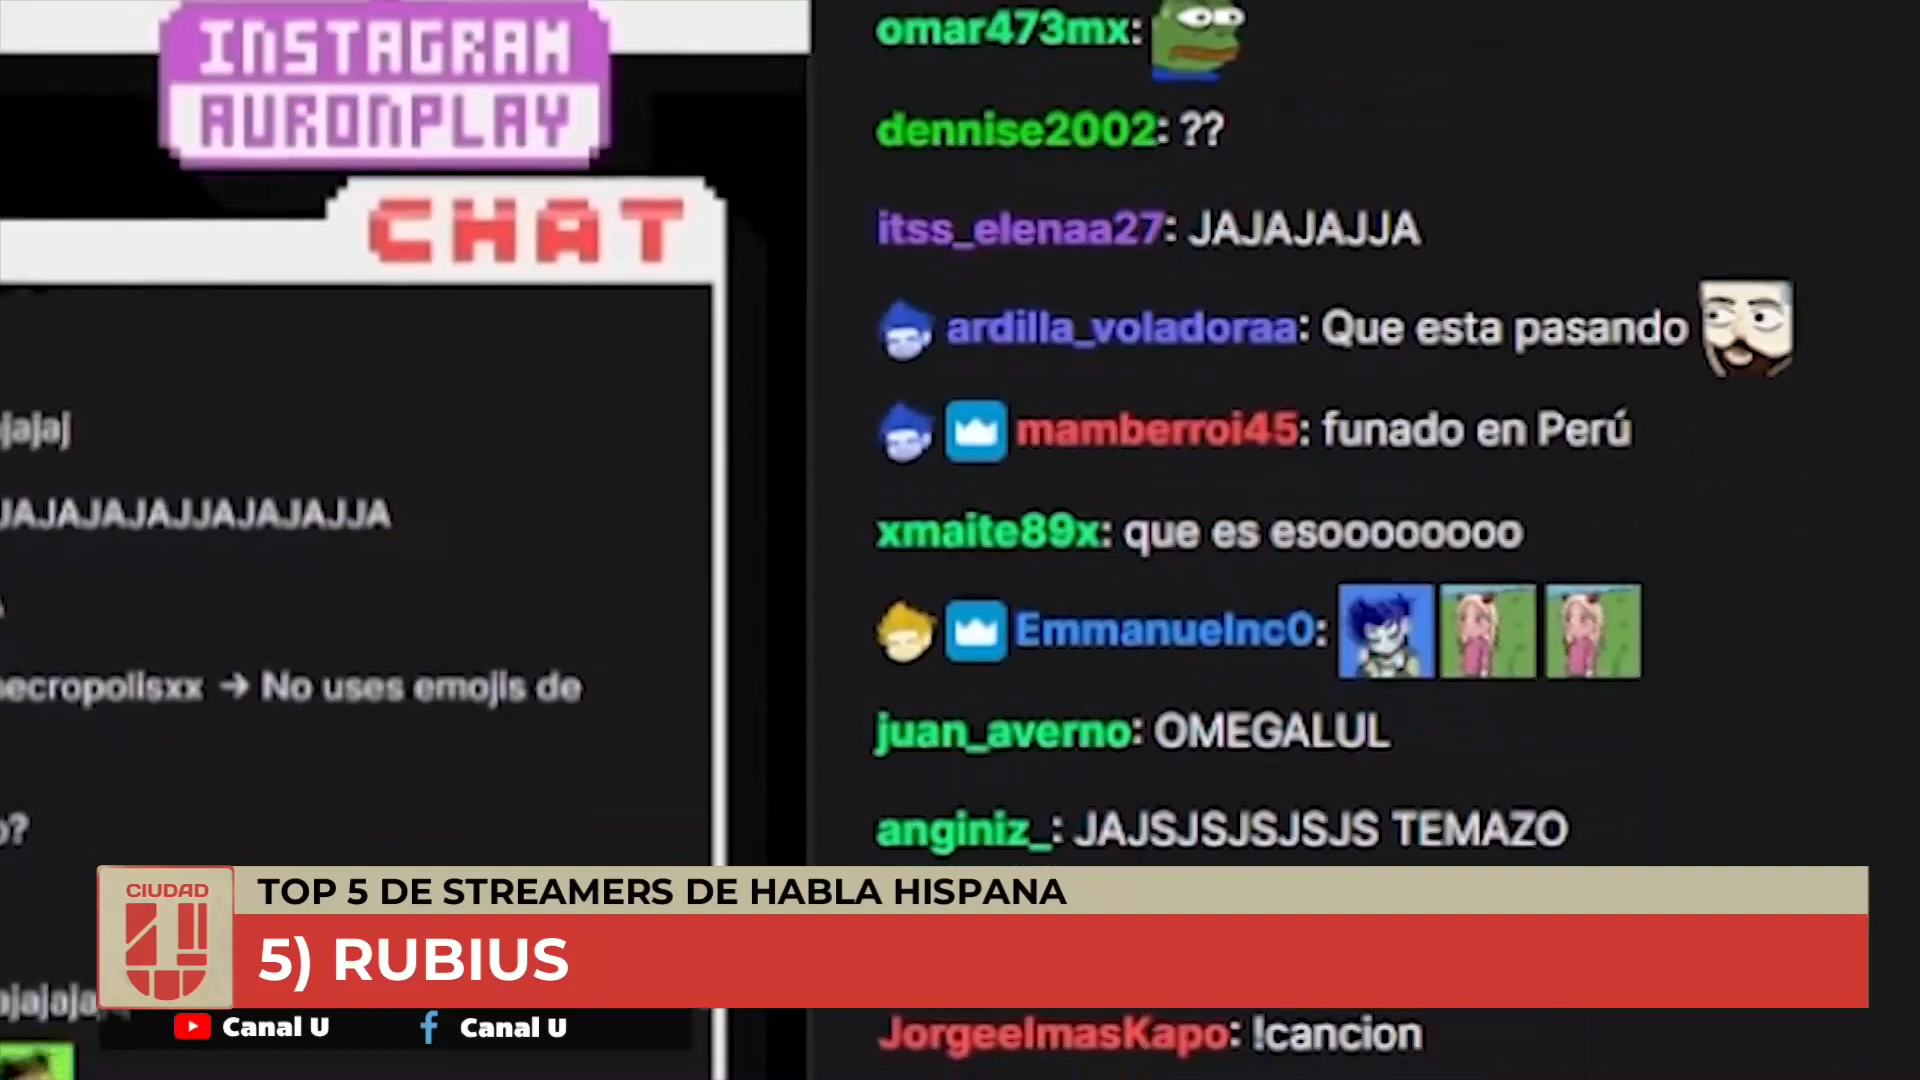 INSTAGRAM
AURONPLAY
CHAT
jajaj
JAJAJAJAJJAJAJAJJA
necropolisxx → No uses emojis de
o?
ajajaja
omar473mx:
dennise2002: ??
itss_elenaa27: JAJAJAJJA
ardilla_voladoraa: Que esta pasando
mamberroi45: funado en Perú
xmaite89x: que es esoooooooo
Emmanuelnc0:
juan_averno: OMEGALUL
anginiz_: JAJSJSJSJSJS TEMAZO
JorgeelmasKapo: !cancion
CIUDAD
U
TOP 5 DE STREAMERS DE HABLA HISPANA
5) RUBIUS
Canal U
Canal U